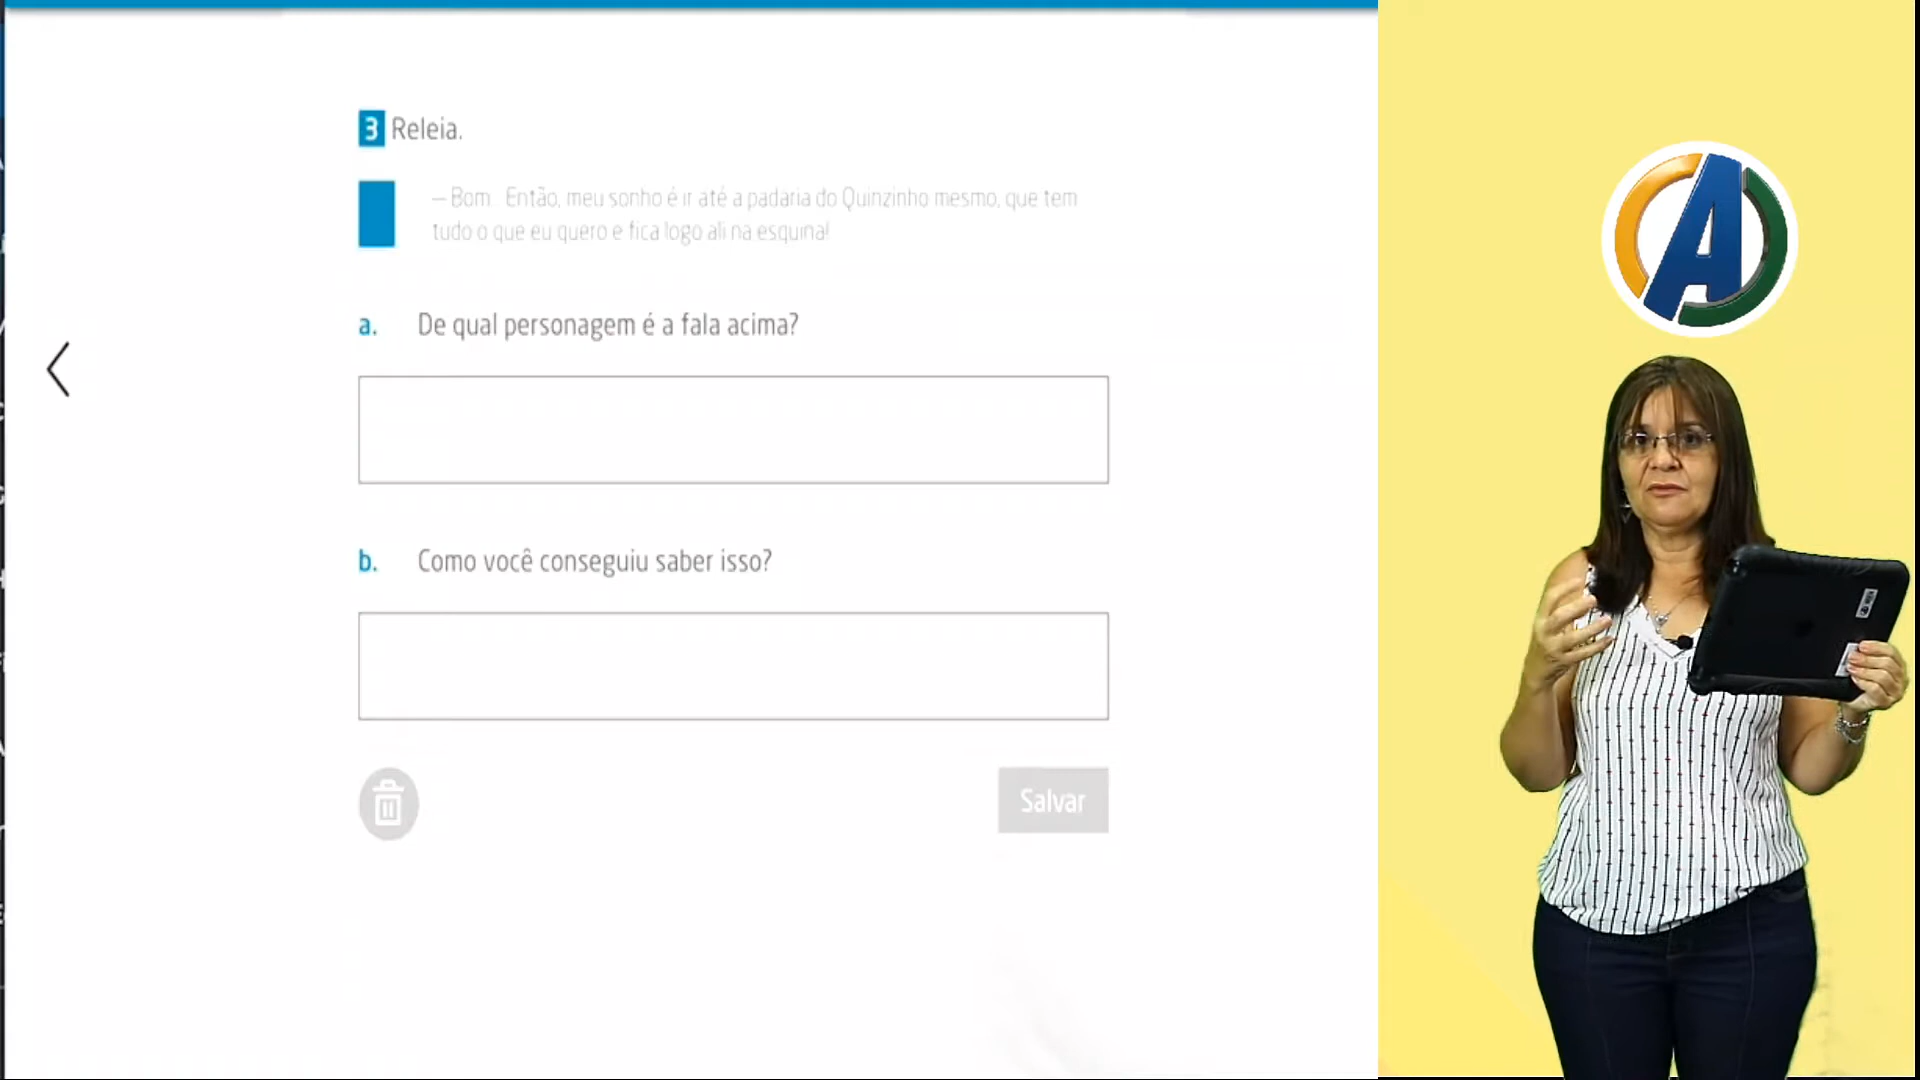 3 Releia.
– Bom. Então, meu sonho é ir até a padaria do Quinzinho mesmo, que tem
tudo o que eu quero e fica logo ali na esquina!
a. De qual personagem é a fala acima?
b. Como você conseguiu saber isso?
Salvar
A